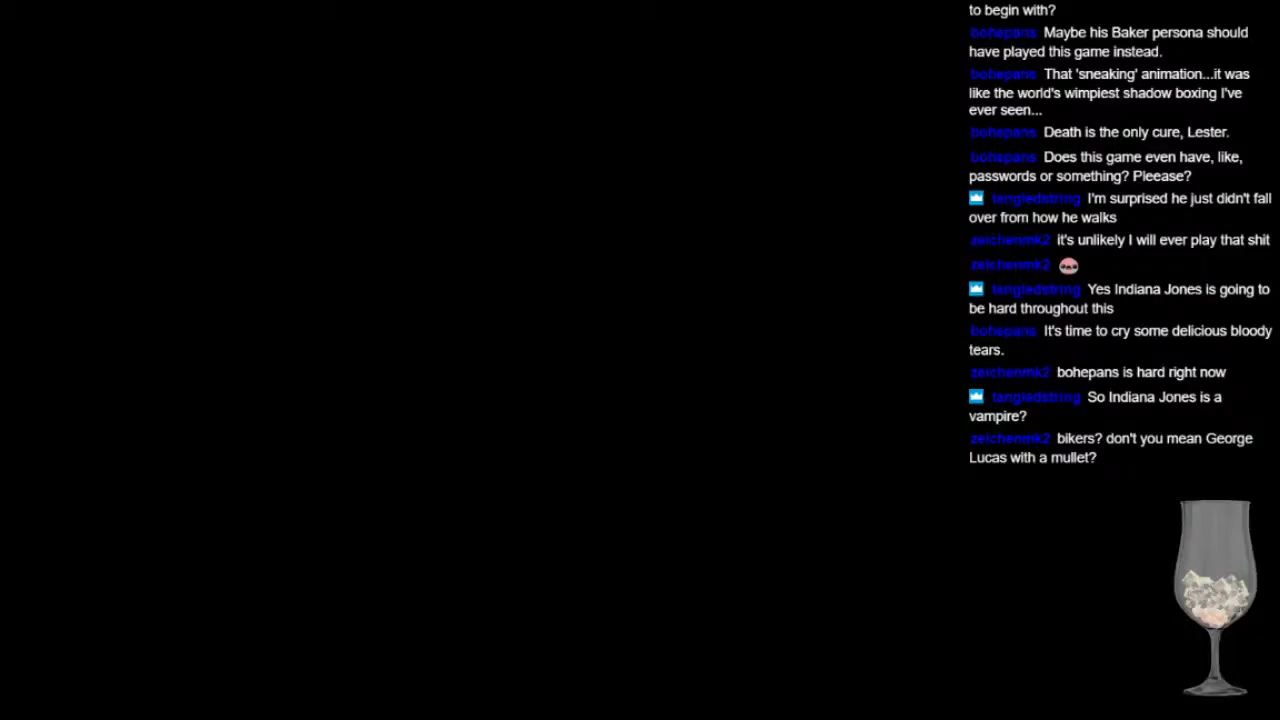 to begin with?
bohepans Maybe his Baker persona should
have played this game instead.
bohepans That 'sneaking' animation...it was
like the world's wimpiest shadow boxing I've
ever seen...
bohepans Death is the only cure, Lester.
bohepans Does this game even have, like,
passwords or something? Pleease?
tangledstring I'm surprised he just didn't fall
over from how he walks
zeichenmk2 it's unlikely I will ever play that shit
zeichenmk2
tangledstring Yes Indiana Jones is going to
be hard throughout this
bohepans It's time to cry some delicious bloody
tears.
zeichenmk2 bohepans is hard right now
tangledstring So Indiana Jones is a
vampire?
zeichenmk2 bikers? don't you mean George
Lucas with a mullet?